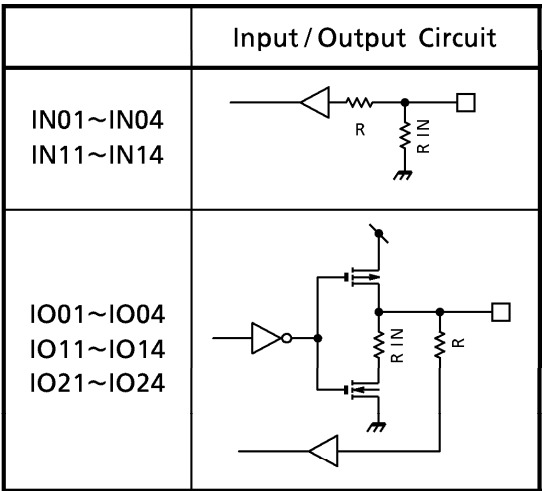 Input / Output Circuit
IN01~IN04
IN11~IN14
R
R IN
IO01~IO04
IO11~IO14
IO21~IO24
R IN
R